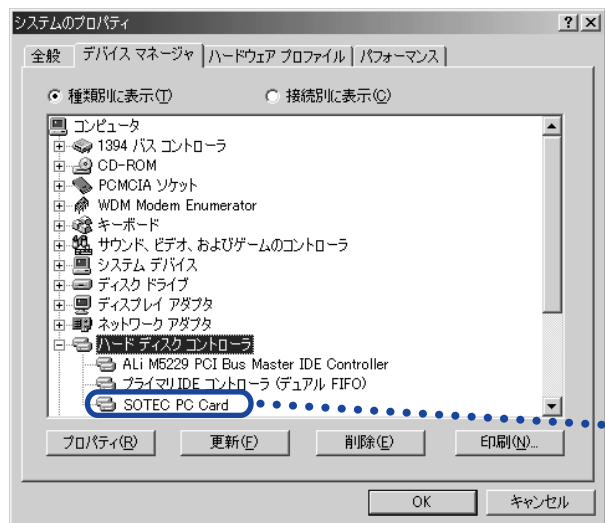 システムのプロパティ
? ×
全般 デバイス マネージャ ハードウェア プロファイル パフォーマンス
種類別に表示(T) 接続別に表示(C)
コンピュータ
1394 バス コントローラ
CD-ROM
PCMCIA ソケット
WDM Modem Enumerator
キーボード
サウンド、ビデオ、およびゲームのコントローラ
システム デバイス
ディスク ドライブ
ディスプレイ アダプタ
ネットワーク アダプタ
ハード ディスク コントローラ
ALi M5229 PCI Bus Master IDE Controller
プライマリ IDE コントローラ (デュアル FIFO)
SOTEC PC Card
プロパティ(R) 更新(F) 削除(E) 印刷(N)...
OK キャンセル